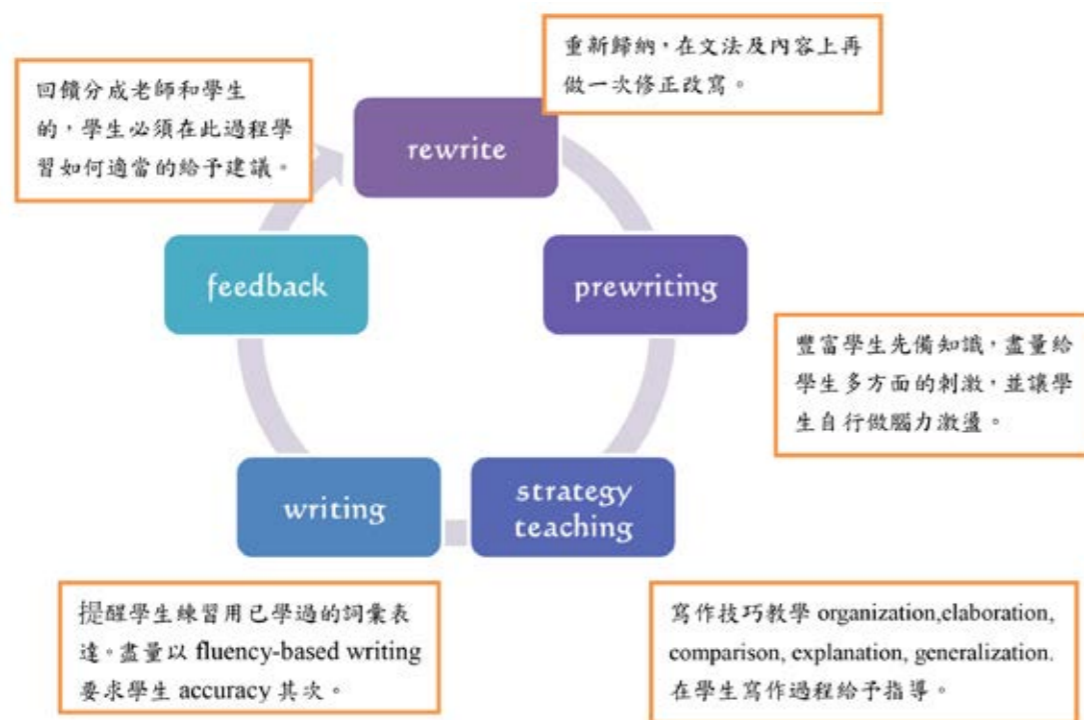 重新歸納，在文法及內容上再
做一次修正改寫。
回饋分成老師和學生
的，學生必須在此過程學
習如何適當的給予建議。
rewrite
feedback
prewriting
豐富學生先備知識，盡量給
學生多方面的刺激，並讓學
生自行做腦力激盪。
writing
strategy
teaching
提醒學生練習用已學過的詞彙表
達。盡量以 fluency-based writing
要求學生 accuracy 其次。
寫作技巧教學 organization,elaboration,
comparison, explanation, generalization.
在學生寫作過程給予指導。